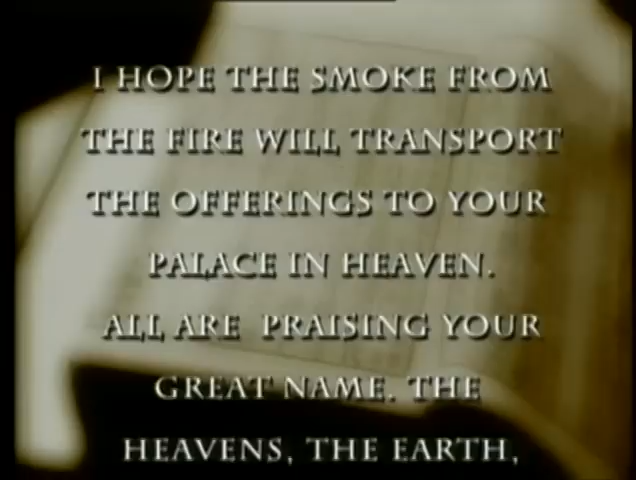 I HOPE THE SMOKE FROM
THE FIRE WILL TRANSPORT
THE OFFERINGS TO YOUR
PALACE IN HEAVEN.
ALL ARE PRAISING YOUR
GREAT NAME. THE
HEAVENS, THE EARTH,